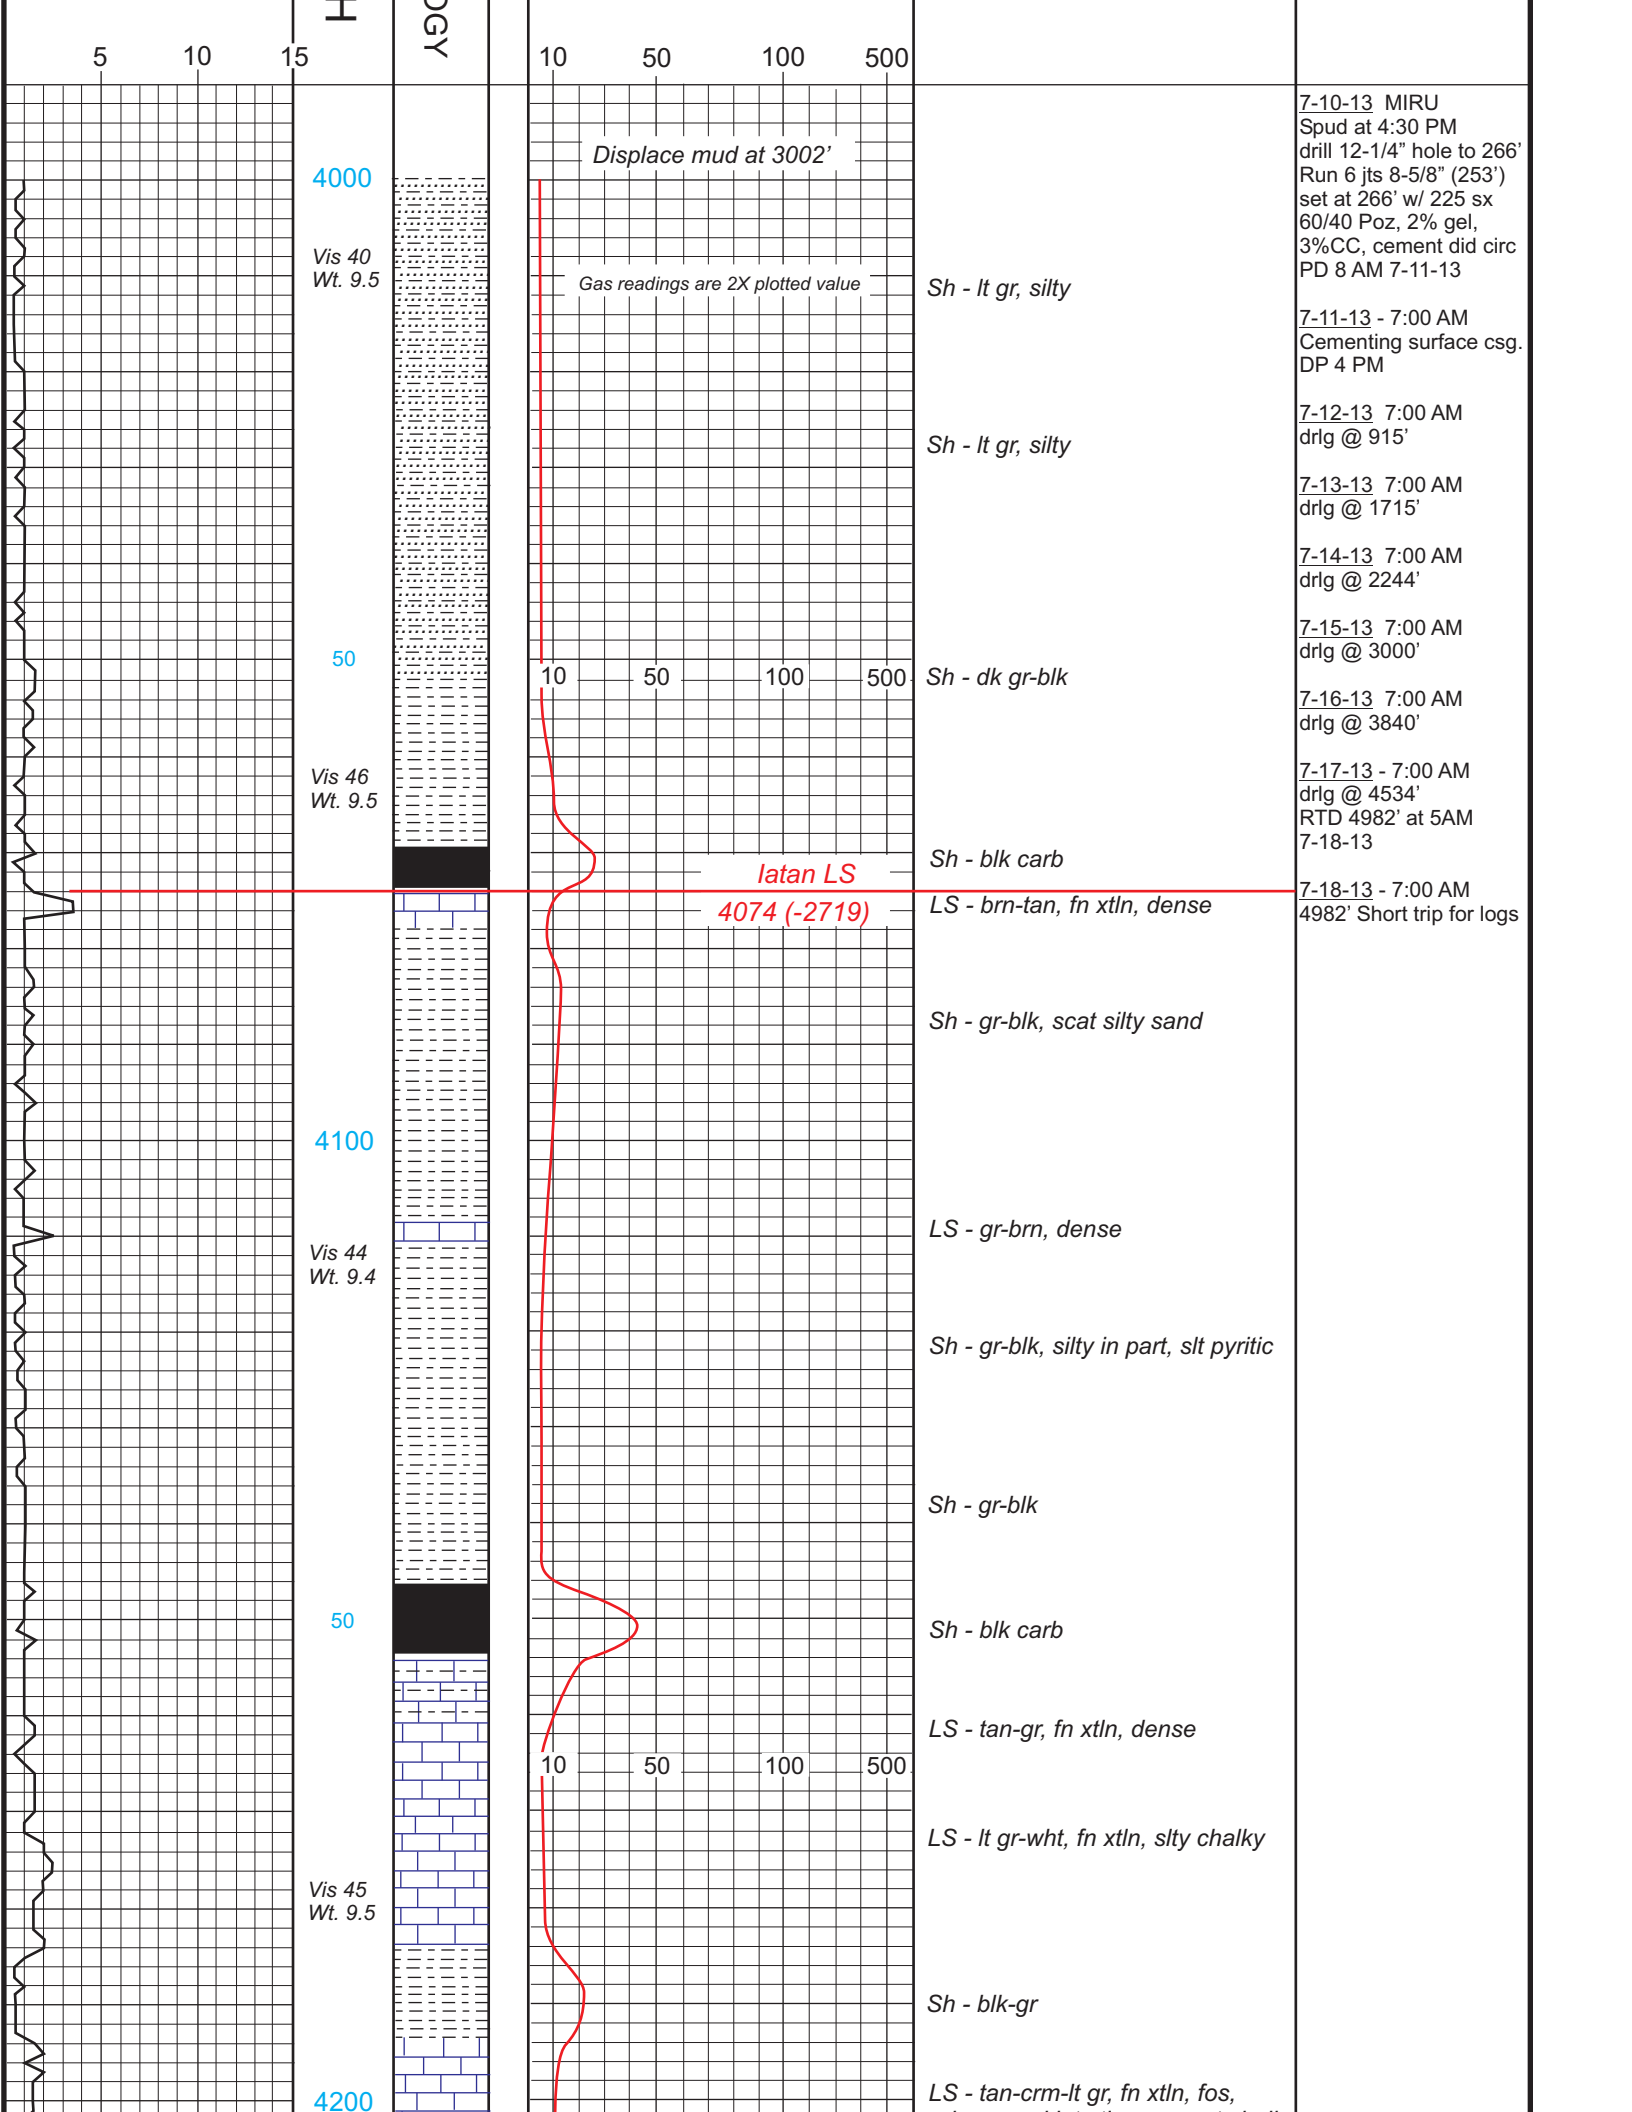 H
OGY
5 10 15
10 50 100 500
Displace mud at 3002'
4000
Vis 40
Wt. 9.5
Gas readings are 2X plotted value
Sh - lt gr, silty
Sh - lt gr, silty
50
10 50 100 500
Sh - dk gr-blk
Vis 46
Wt. 9.5
Sh - blk carb
Iatan LS
4074 (-2719)
LS - brn-tan, fn xtln, dense
Sh - gr-blk, scat silty sand
4100
LS - gr-brn, dense
Vis 44
Wt. 9.4
Sh - gr-blk, silty in part, slt pyritic
Sh - gr-blk
50
Sh - blk carb
LS - tan-gr, fn xtln, dense
10 50 100 500
LS - lt gr-wht, fn xtln, slty chalky
Vis 45
Wt. 9.5
Sh - blk-gr
4200
LS - tan-crm-lt gr, fn xtln, fos,
7-10-13 MIRU
Spud at 4:30 PM
drill 12-1/4" hole to 266'
Run 6 jts 8-5/8" (253')
set at 266' w/ 225 sx
60/40 Poz, 2% gel,
3%CC, cement did circ
PD 8 AM 7-11-13
7-11-13 - 7:00 AM
Cementing surface csg.
DP 4 PM
7-12-13 7:00 AM
drlg @ 915'
7-13-13 7:00 AM
drlg @ 1715'
7-14-13 7:00 AM
drlg @ 2244'
7-15-13 7:00 AM
drlg @ 3000'
7-16-13 7:00 AM
drlg @ 3840'
7-17-13 - 7:00 AM
drlg @ 4534'
RTD 4982' at 5AM
7-18-13
7-18-13 - 7:00 AM
4982' Short trip for logs